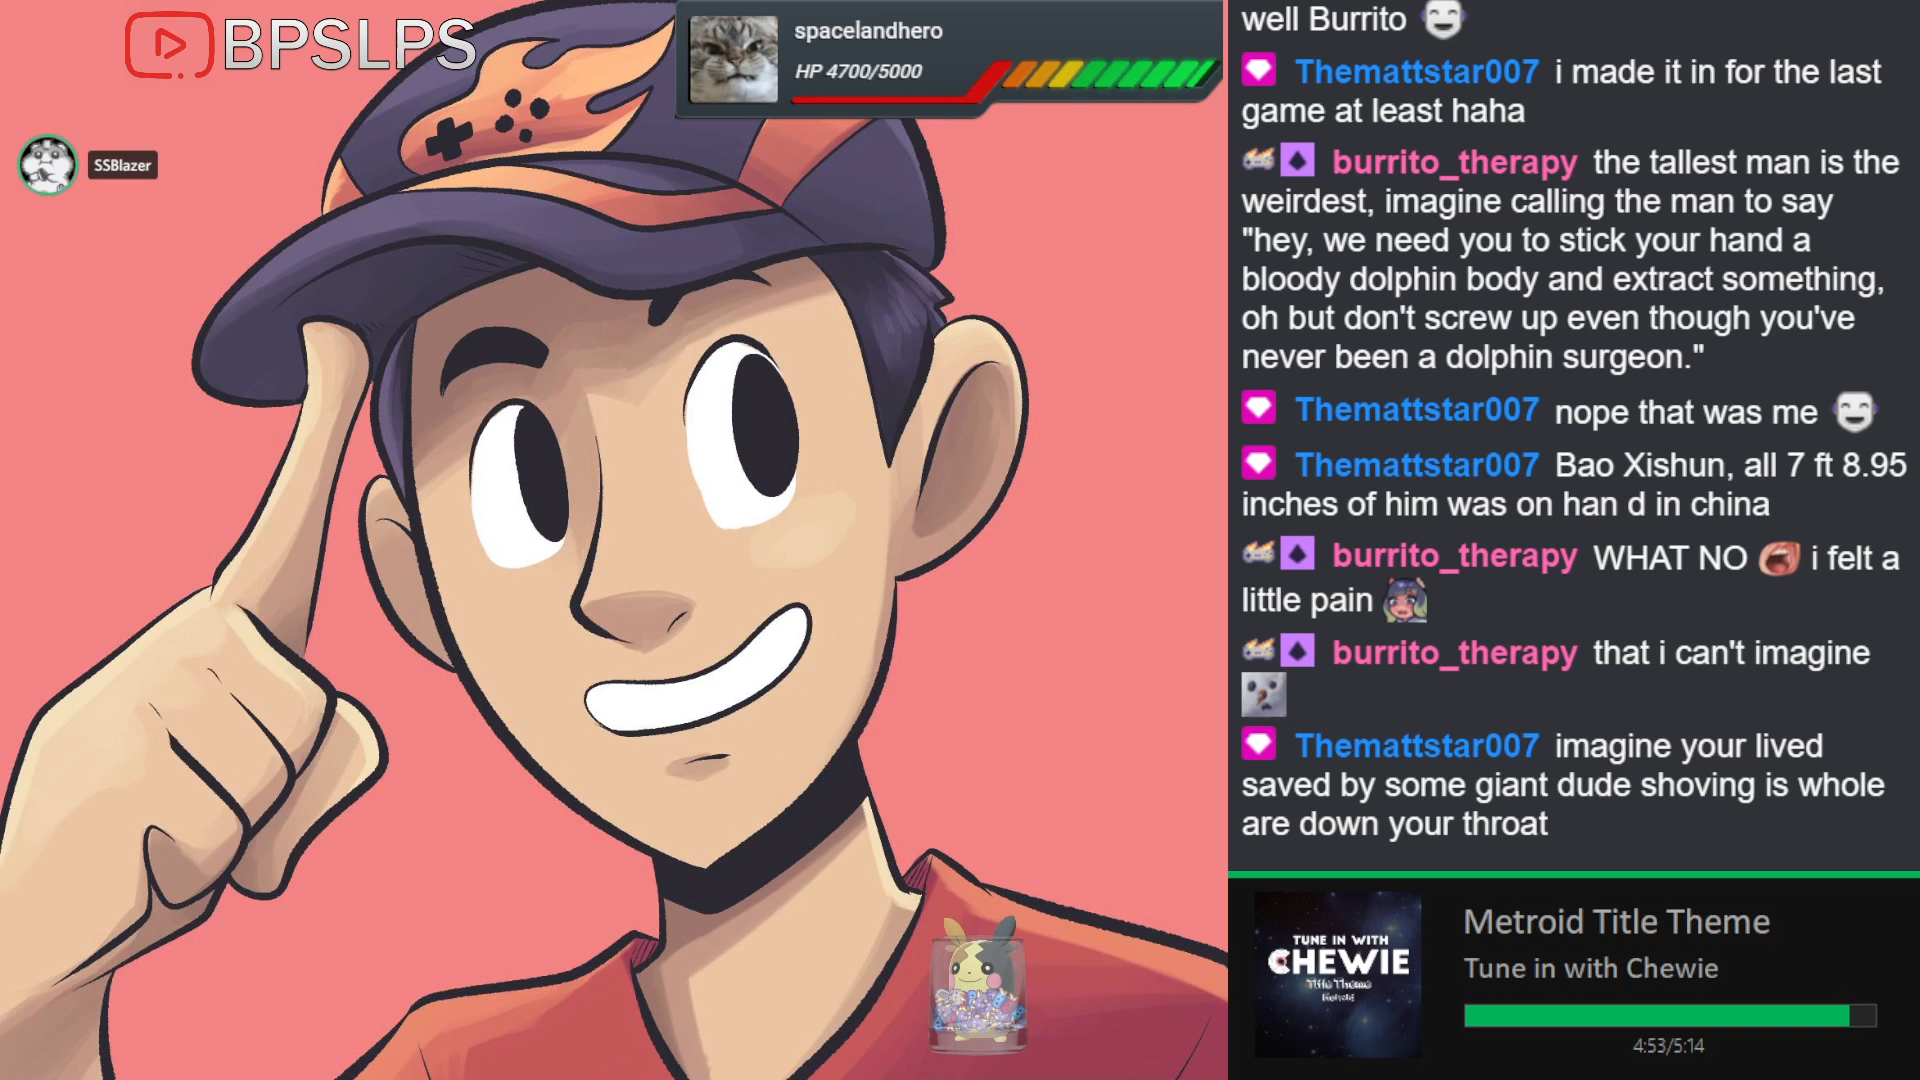 BPSLPS
spacelandhero
HP 4700/5000
SSBlazer
well Burrito
Themattstar007 i made it in for the last
game at least haha
burrito_therapy the tallest man is the
weirdest, imagine calling the man to say
"hey, we need you to stick your hand a
bloody dolphin body and extract something,
oh but don't screw up even though you've
never been a dolphin surgeon."
Themattstar007 nope that was me
Themattstar007 Bao Xishun, all 7 ft 8.95
inches of him was on han d in china
burrito_therapy WHAT NO i felt a
little pain
burrito_therapy that i can't imagine
Themattstar007 imagine your lived
saved by some giant dude shoving is whole
are down your throat
TUNE IN WITH
CHEWIE
Title Theme
Metroid
Metroid Title Theme
Tune in with Chewie
4:53/5:14